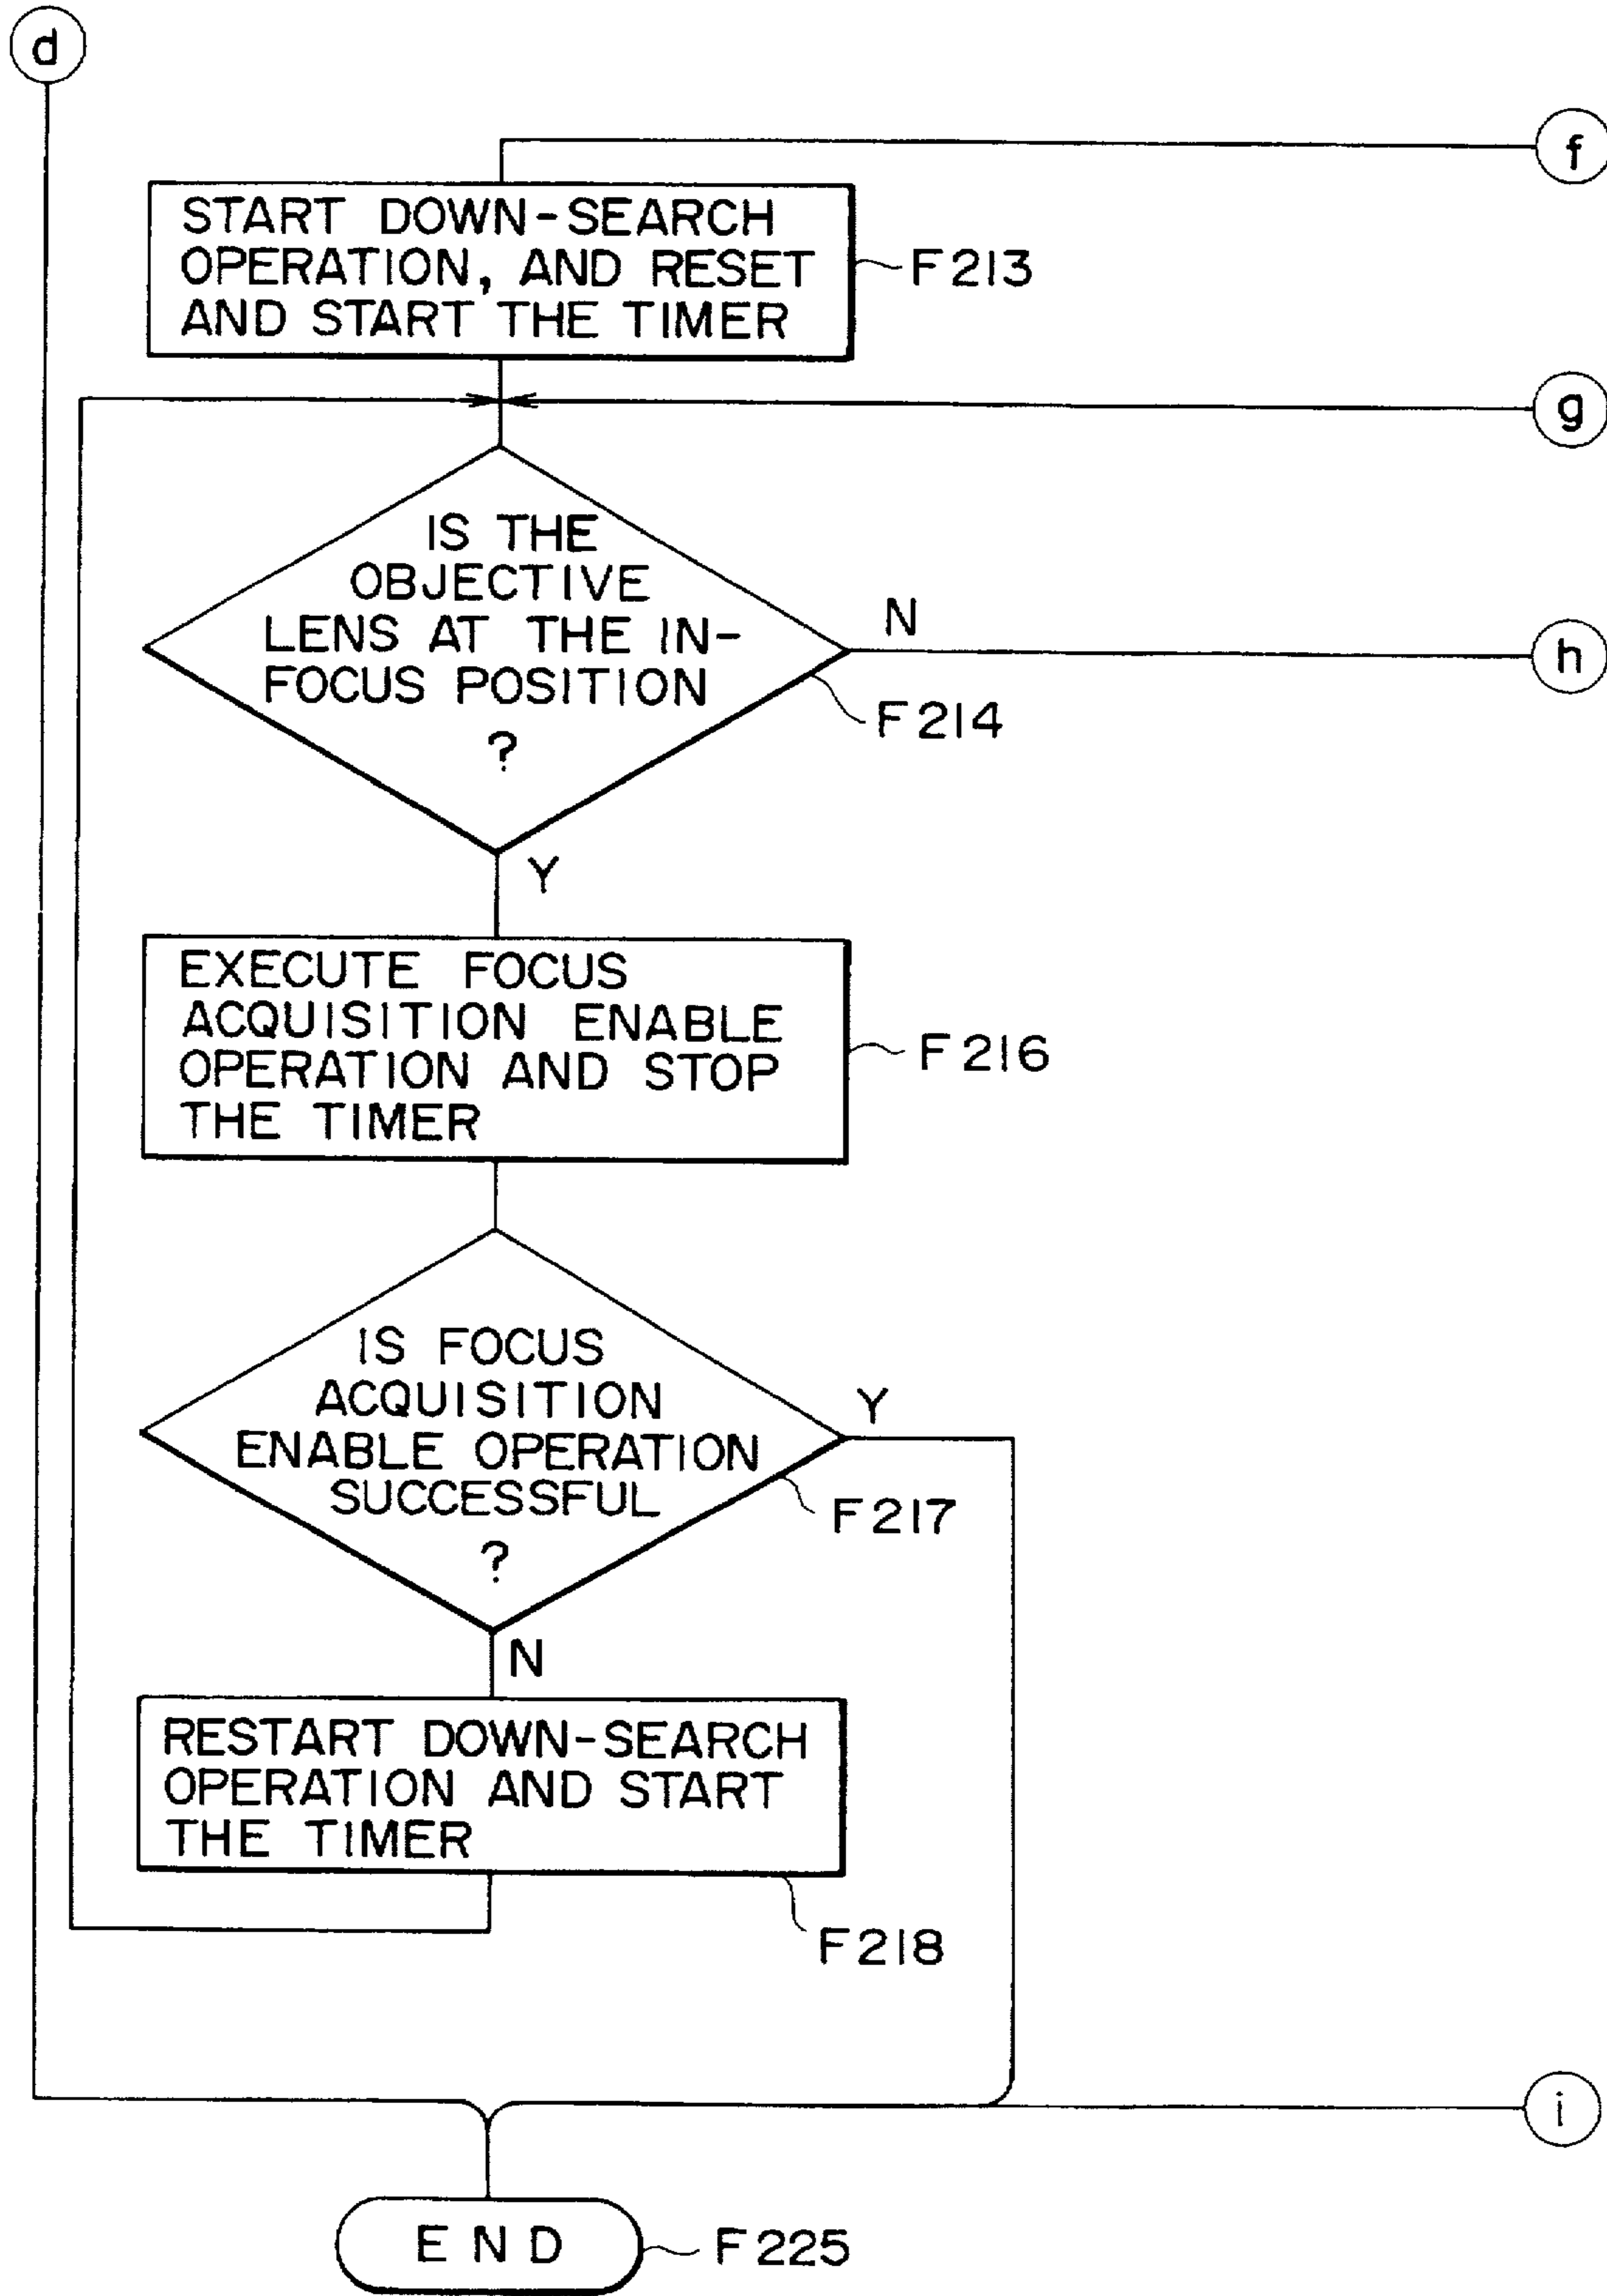 d
f
START DOWN-SEARCH
OPERATION, AND RESET
AND START THE TIMER
F213
g
IS THE
OBJECTIVE
LENS AT THE IN-
FOCUS POSITION
?
N
h
F214
Y
EXECUTE FOCUS
ACQUISITION ENABLE
OPERATION AND STOP
THE TIMER
F216
IS FOCUS
ACQUISITION
ENABLE OPERATION
SUCCESSFUL
?
Y
F217
N
RESTART DOWN-SEARCH
OPERATION AND START
THE TIMER
F218
i
END
F225